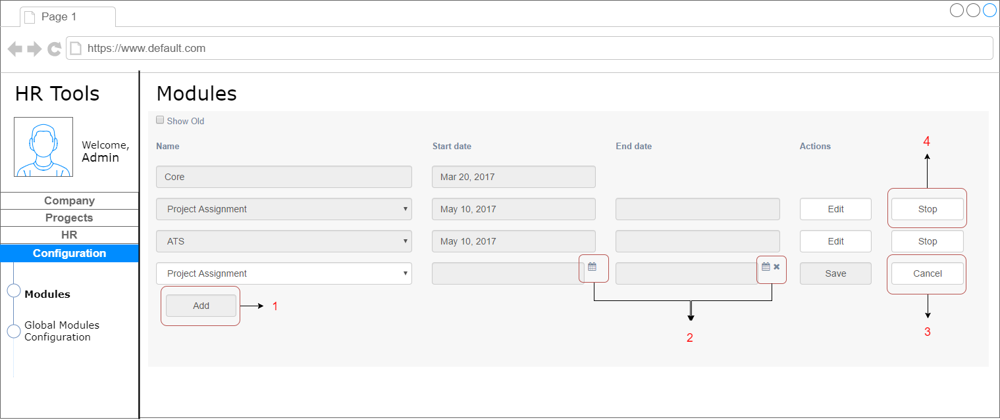 Page 1
https://www.default.com
HR Tools
Welcome,
Admin
Company
Progects
HR
Configuration
Modules
Global Modules
Configuration
Modules
Show Old
Name Start date End date Actions
4
Core Mar 20, 2017
Project Assignment May 10, 2017 Edit Stop
ATS May 10, 2017 Edit Stop
Project Assignment Save Cancel
Add 1
2
3